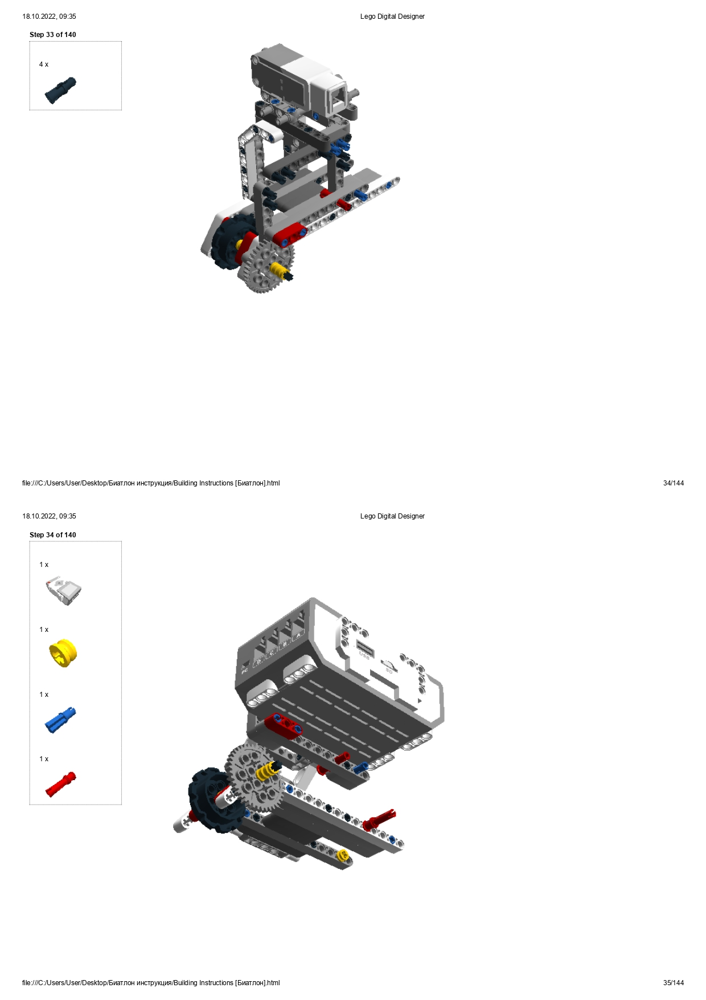 18.10.2022, 09:35
Lego Digital Designer
Step 33 of 140
4 x
file:///C:/Users/User/Desktop/Биатлон инструкция/Building Instructions [Биатлон].html
34/144
18.10.2022, 09:35
Lego Digital Designer
Step 34 of 140
1 x
1 x
1 x
1 x
PC D C B A
USB
SD
file:///C:/Users/User/Desktop/Биатлон инструкция/Building Instructions [Биатлон].html
35/144